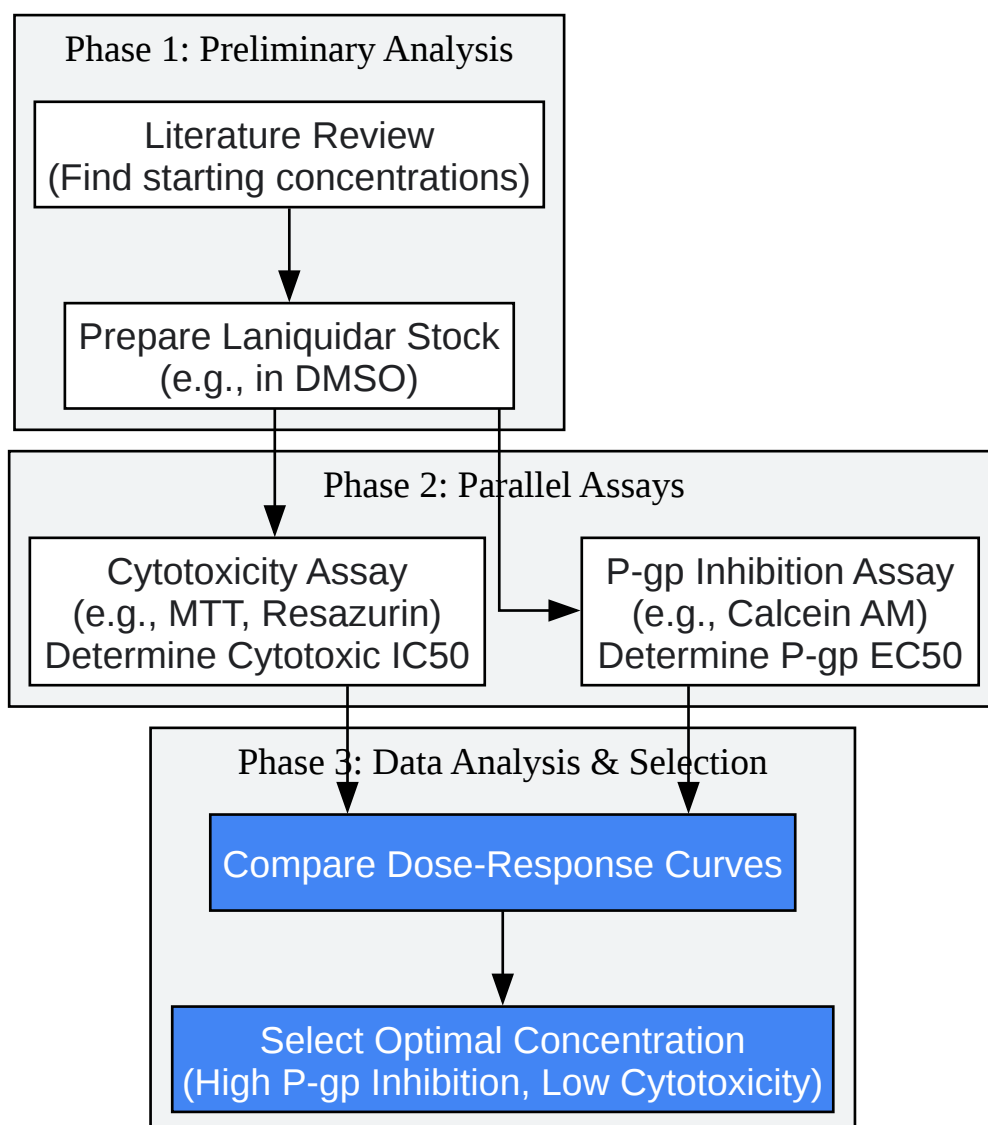 Phase 1: Preliminary Analysis
Literature Review
(Find starting concentrations)
Prepare Laniquidar Stock
(e.g., in DMSO)
Phase 2: Parallel Assays
Cytotoxicity Assay
(e.g., MTT, Resazurin)
Determine Cytotoxic IC50
P-gp Inhibition Assay
(e.g., Calcein AM)
Determine P-gp EC50
Phase 3: Data Analysis & Selection
Compare Dose-Response Curves
Select Optimal Concentration
(High P-gp Inhibition, Low Cytotoxicity)